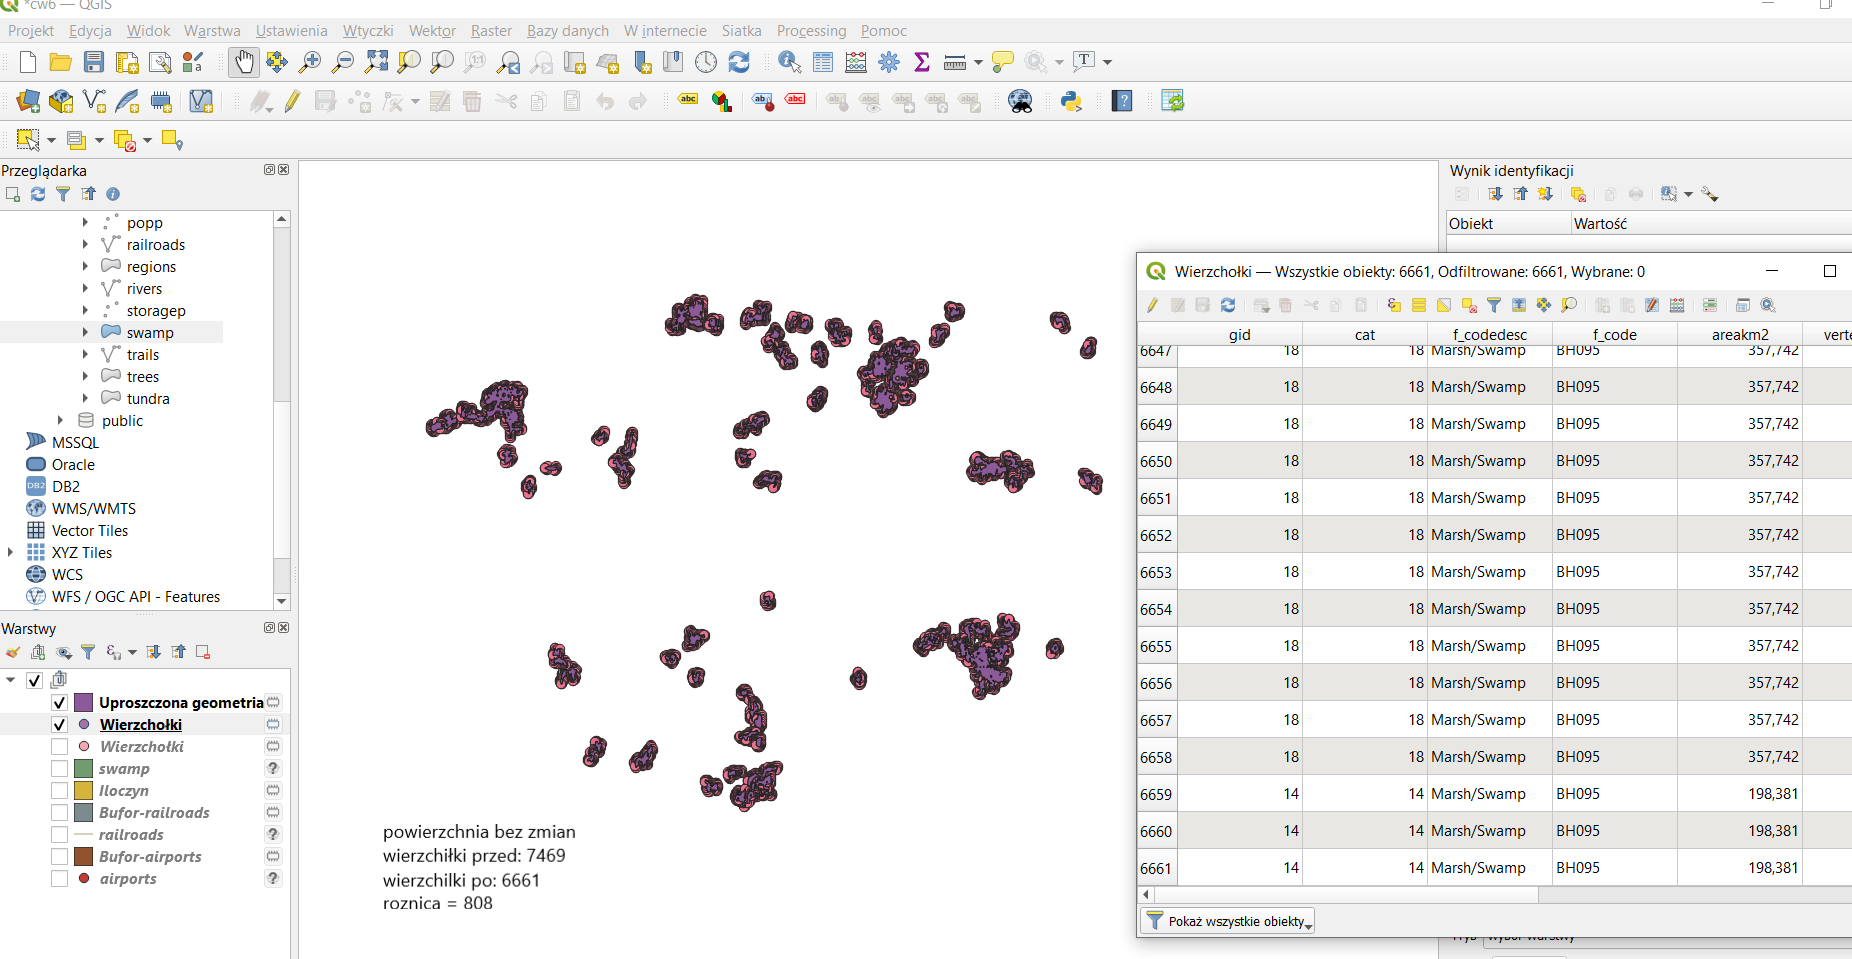 *cw6 — QGIS
Projekt Edycja Widok Warstwa Ustawienia Wtyczki Wektor Raster Bazy danych W internecie Siatka Processing Pomoc
Przeglądarka
popp
railroads
regions
rivers
storagep
swamp
trails
trees
tundra
public
MSSQL
Oracle
DB2
WMS/WMTS
Vector Tiles
XYZ Tiles
WCS
WFS / OGC API - Features
Warstwy
Uproszczona geometria
Wierzchołki
Wierzchołki
swamp
Iloczyn
Bufor-railroads
railroads
Bufor-airports
airports
powierzchnia bez zmian
wierzchiłki przed: 7469
wierzchilki po: 6661
roznica = 808
Wynik identyfikacji
Obiekt Wartość
Wierzchołki — Wszystkie obiekty: 6661, Odfiltrowane: 6661, Wybrane: 0
gid cat f_codedesc f_code areakm2 verte
6647 18 18 Marsh/Swamp BH095 357,742
6648 18 18 Marsh/Swamp BH095 357,742
6649 18 18 Marsh/Swamp BH095 357,742
6650 18 18 Marsh/Swamp BH095 357,742
6651 18 18 Marsh/Swamp BH095 357,742
6652 18 18 Marsh/Swamp BH095 357,742
6653 18 18 Marsh/Swamp BH095 357,742
6654 18 18 Marsh/Swamp BH095 357,742
6655 18 18 Marsh/Swamp BH095 357,742
6656 18 18 Marsh/Swamp BH095 357,742
6657 18 18 Marsh/Swamp BH095 357,742
6658 18 18 Marsh/Swamp BH095 357,742
6659 14 14 Marsh/Swamp BH095 198,381
6660 14 14 Marsh/Swamp BH095 198,381
6661 14 14 Marsh/Swamp BH095 198,381
Pokaż wszystkie obiekty